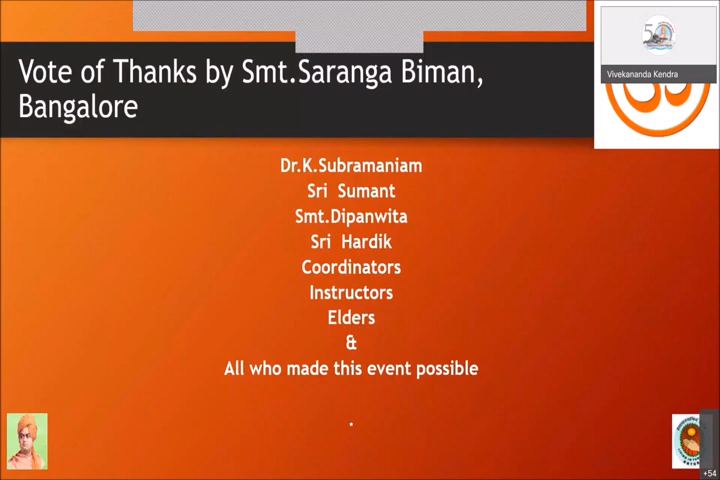 Vote of Thanks by Smt.Saranga Biman,
Bangalore
Vivekananda Kendra
Dr.K.Subramaniam
Sri Sumant
Smt.Dipanwita
Sri Hardik
Coordinators
Instructors
Elders
&
All who made this event possible
.
+54